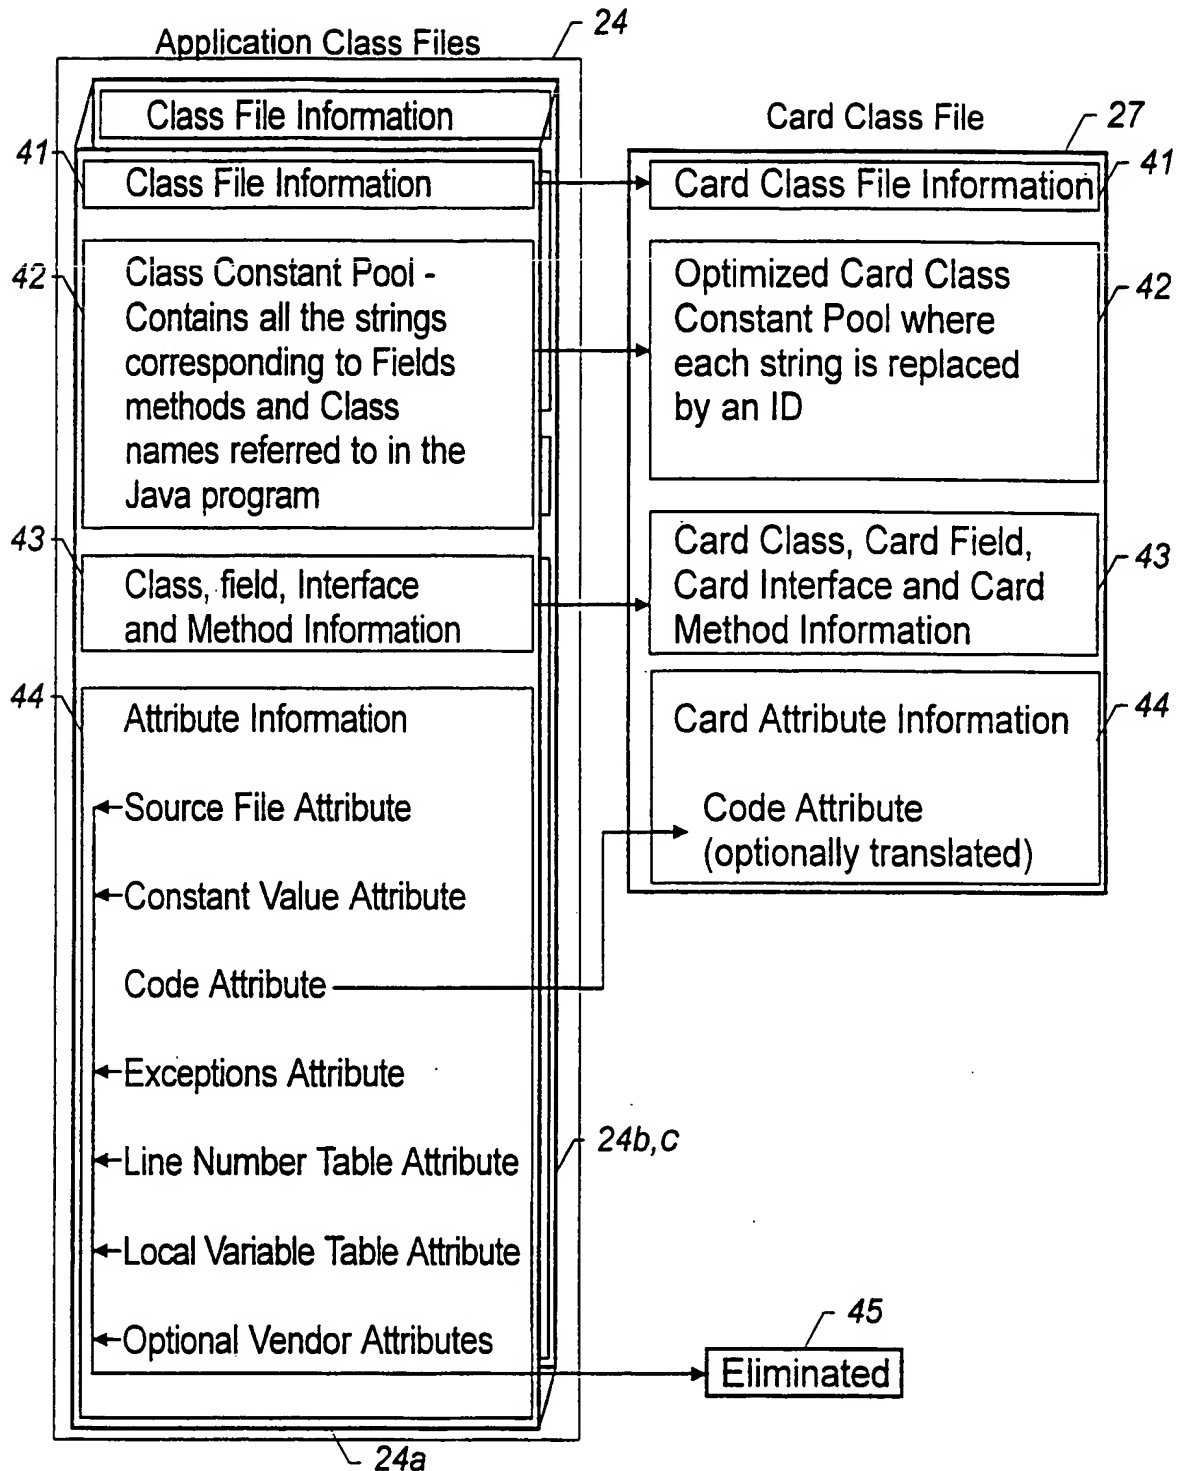 24
Application Class Files
Class File Information
41
Class File Information
42
Class Constant Pool -
Contains all the strings
corresponding to Fields
methods and Class
names referred to in the
Java program
43
Class, field, Interface
and Method Information
44
Attribute Information
Source File Attribute
Constant Value Attribute
Code Attribute
Exceptions Attribute
Line Number Table Attribute
Local Variable Table Attribute
Optional Vendor Attributes
24b,c
24a
Card Class File
27
Card Class File Information
41
Optimized Card Class
Constant Pool where
each string is replaced
by an ID
42
Card Class, Card Field,
Card Interface and Card
Method Information
43
Card Attribute Information
44
Code Attribute
(optionally translated)
45
Eliminated